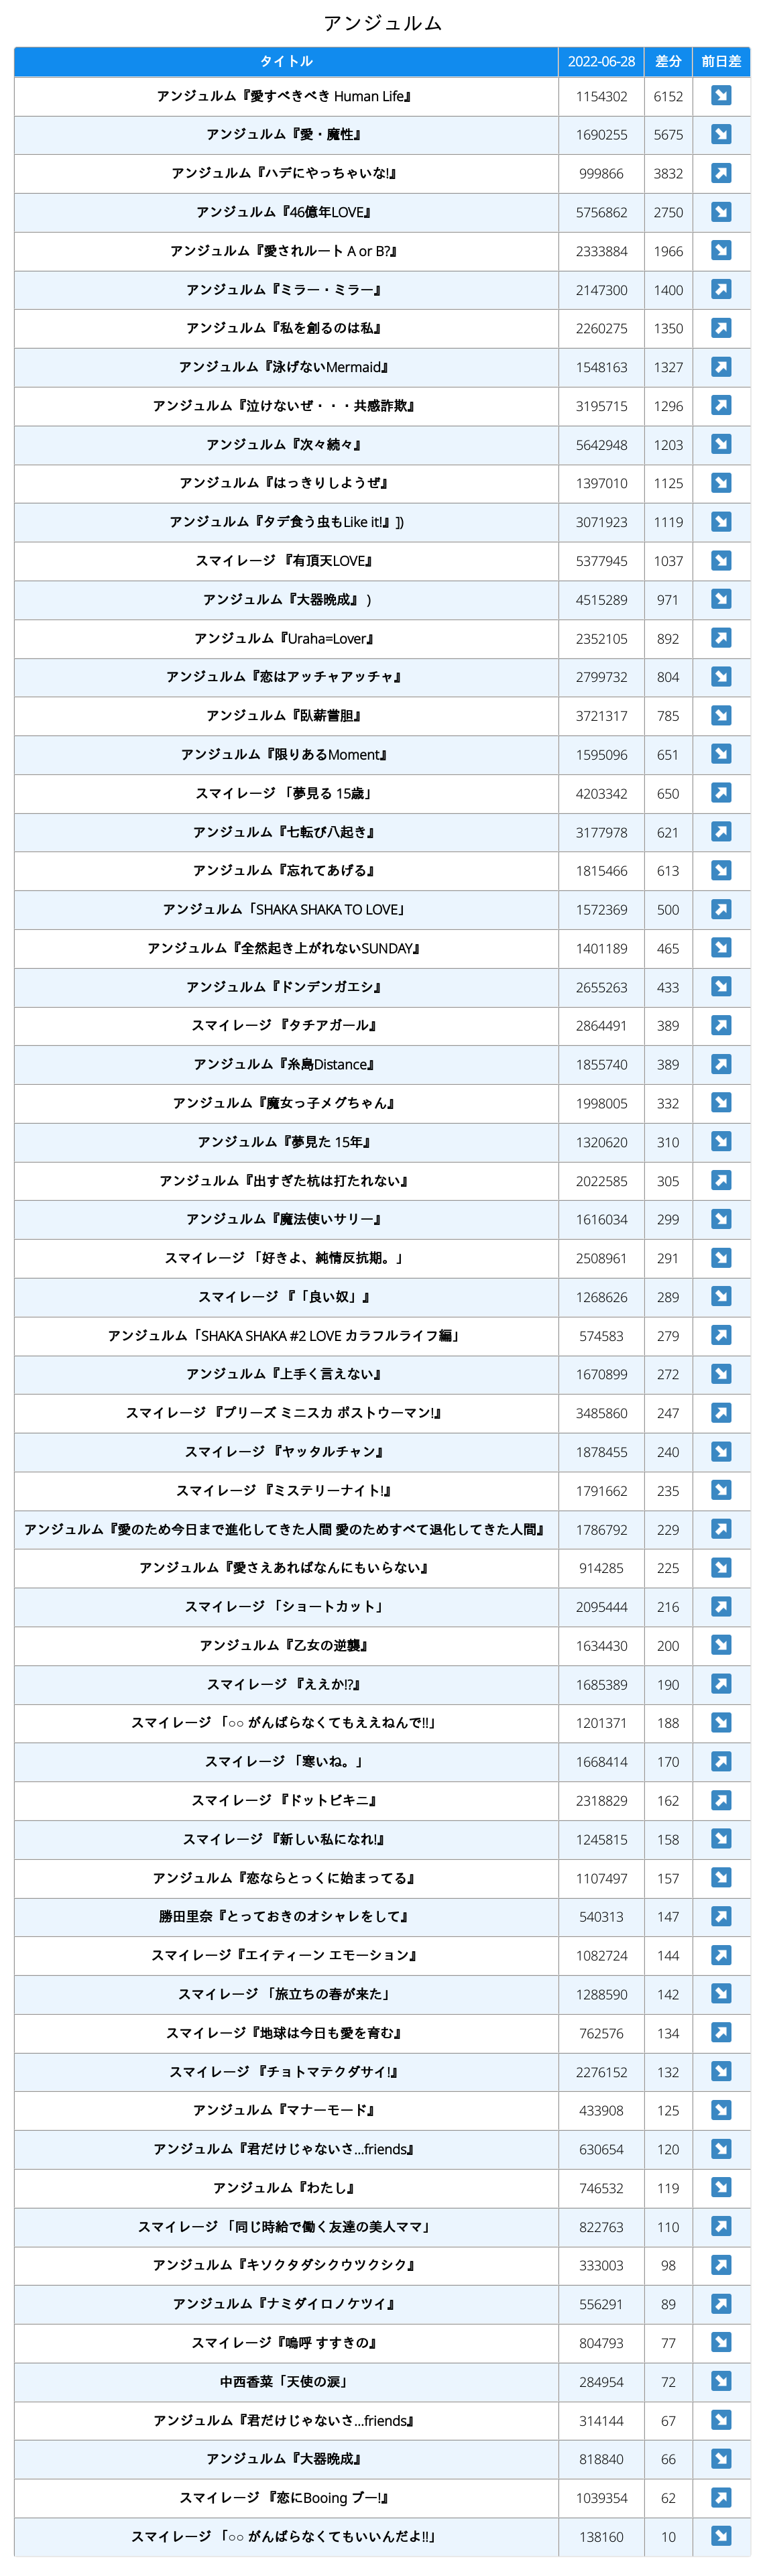 アンジュルム
タイトル 2022-06-28 差分 前日差
アンジュルム『愛すべきべき Human Life』 1154302 6152 ↘
アンジュルム『愛・魔性』 1690255 5675 ↘
アンジュルム『ハデにやっちゃいな!』 999866 3832 ↗
アンジュルム『46億年LOVE』 5756862 2750 ↘
アンジュルム『愛されルート A or B?』 2333884 1966 ↘
アンジュルム『ミラー・ミラー』 2147300 1400 ↗
アンジュルム『私を創るのは私』 2260275 1350 ↗
アンジュルム『泳げないMermaid』 1548163 1327 ↗
アンジュルム『泣けないぜ・・・共感詐欺』 3195715 1296 ↗
アンジュルム『次々続々』 5642948 1203 ↘
アンジュルム『はっきりしようぜ』 1397010 1125 ↘
アンジュルム『タデ食う虫もLike it!』]) 3071923 1119 ↘
スマイレージ 『有頂天LOVE』 5377945 1037 ↘
アンジュルム『大器晩成』 ) 4515289 971 ↘
アンジュルム『Uraha=Lover』 2352105 892 ↗
アンジュルム『恋はアッチャアッチャ』 2799732 804 ↘
アンジュルム『臥薪嘗胆』 3721317 785 ↘
アンジュルム『限りあるMoment』 1595096 651 ↘
スマイレージ 「夢見る 15歳」 4203342 650 ↗
アンジュルム『七転び八起き』 3177978 621 ↗
アンジュルム『忘れてあげる』 1815466 613 ↘
アンジュルム「SHAKA SHAKA TO LOVE」 1572369 500 ↗
アンジュルム『全然起き上がれないSUNDAY』 1401189 465 ↘
アンジュルム『ドンデンガエシ』 2655263 433 ↘
スマイレージ 『タチアガール』 2864491 389 ↗
アンジュルム『糸島Distance』 1855740 389 ↗
アンジュルム『魔女っ子メグちゃん』 1998005 332 ↘
アンジュルム『夢見た 15年』 1320620 310 ↘
アンジュルム『出すぎた杭は打たれない』 2022585 305 ↗
アンジュルム『魔法使いサリー』 1616034 299 ↘
スマイレージ 「好きよ、純情反抗期。」 2508961 291 ↘
スマイレージ 『「良い奴」』 1268626 289 ↘
アンジュルム「SHAKA SHAKA #2 LOVE カラフルライフ編」 574583 279 ↗
アンジュルム『上手く言えない』 1670899 272 ↘
スマイレージ 『プリーズ ミニスカ ポストウーマン!』 3485860 247 ↗
スマイレージ 『ヤッタルチャン』 1878455 240 ↘
スマイレージ 『ミステリーナイト!』 1791662 235 ↘
アンジュルム『愛のため今日まで進化してきた人間 愛のためすべて退化してきた人間』 1786792 229 ↗
アンジュルム『愛さえあればなんにもいらない』 914285 225 ↘
スマイレージ 「ショートカット」 2095444 216 ↗
アンジュルム『乙女の逆襲』 1634430 200 ↘
スマイレージ 『ええか!?』 1685389 190 ↗
スマイレージ 「○○ がんばらなくてもええねんで!!」 1201371 188 ↘
スマイレージ 「寒いね。」 1668414 170 ↗
スマイレージ 『ドットビキニ』 2318829 162 ↗
スマイレージ 『新しい私になれ!』 1245815 158 ↘
アンジュルム『恋ならとっくに始まってる』 1107497 157 ↘
勝田里奈『とっておきのオシャレをして』 540313 147 ↗
スマイレージ『エイティーン エモーション』 1082724 144 ↗
スマイレージ 「旅立ちの春が来た」 1288590 142 ↘
スマイレージ『地球は今日も愛を育む』 762576 134 ↗
スマイレージ 『チョトマテクダサイ!』 2276152 132 ↘
アンジュルム『マナーモード』 433908 125 ↘
アンジュルム『君だけじゃないさ...friends』 630654 120 ↘
アンジュルム『わたし』 746532 119 ↘
スマイレージ 「同じ時給で働く友達の美人ママ」 822763 110 ↗
アンジュルム『キソクタダシクウツクシク』 333003 98 ↗
アンジュルム『ナミダイロノケツイ』 556291 89 ↗
スマイレージ『嗚呼 すすきの』 804793 77 ↘
中西香菜「天使の涙」 284954 72 ↘
アンジュルム『君だけじゃないさ...friends』 314144 67 ↘
アンジュルム『大器晩成』 818840 66 ↘
スマイレージ 『恋にBooing ブー!』 1039354 62 ↗
スマイレージ 「○○ がんばらなくてもいいんだよ!!」 138160 10 ↘